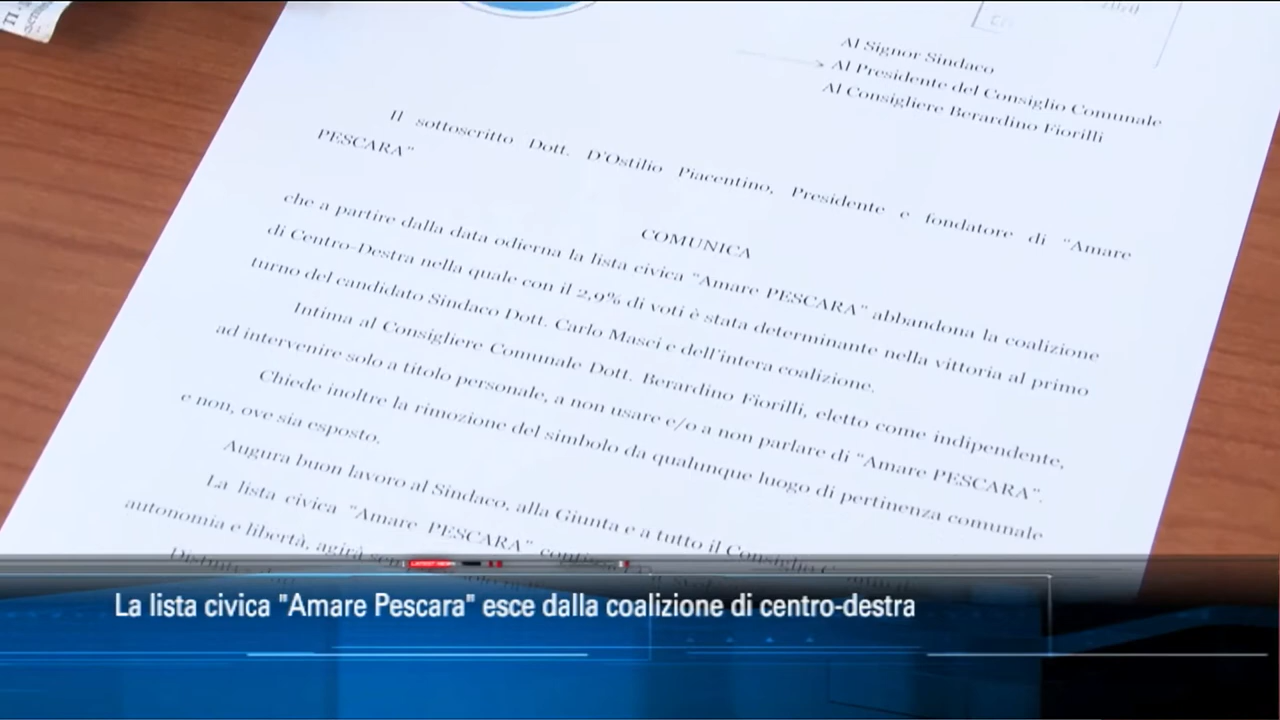 Al Signor Sindaco
Al Presidente del Consiglio Comunale
Al Consigliere Berardino Fiorilli
Il sottoscritto Dott. D'Ostilio Piacentino, Presidente e fondatore di "Amare
PESCARA"
COMUNICA
che a partire dalla data odierna la lista civica "Amare PESCARA" abbandona la coalizione
di Centro-Destra nella quale con il 2,9% di voti è stata determinante nella vittoria al primo
turno del candidato Sindaco Dott. Carlo Masci e dell'intera coalizione.
Intima al Consigliere Comunale Dott. Berardino Fiorilli, eletto come indipendente,
ad intervenire solo a titolo personale, a non usare e/o a non parlare di "Amare PESCARA".
Chiede inoltre la rimozione del simbolo da qualunque luogo di pertinenza comunale
e non, ove sia esposto.
Augura buon lavoro al Sindaco, alla Giunta e a tutto il Consiglio
La lista civica "Amare PESCARA"
autonomia e libertà, agirà
LATEST NEWS
La lista civica "Amare Pescara" esce dalla coalizione di centro-destra